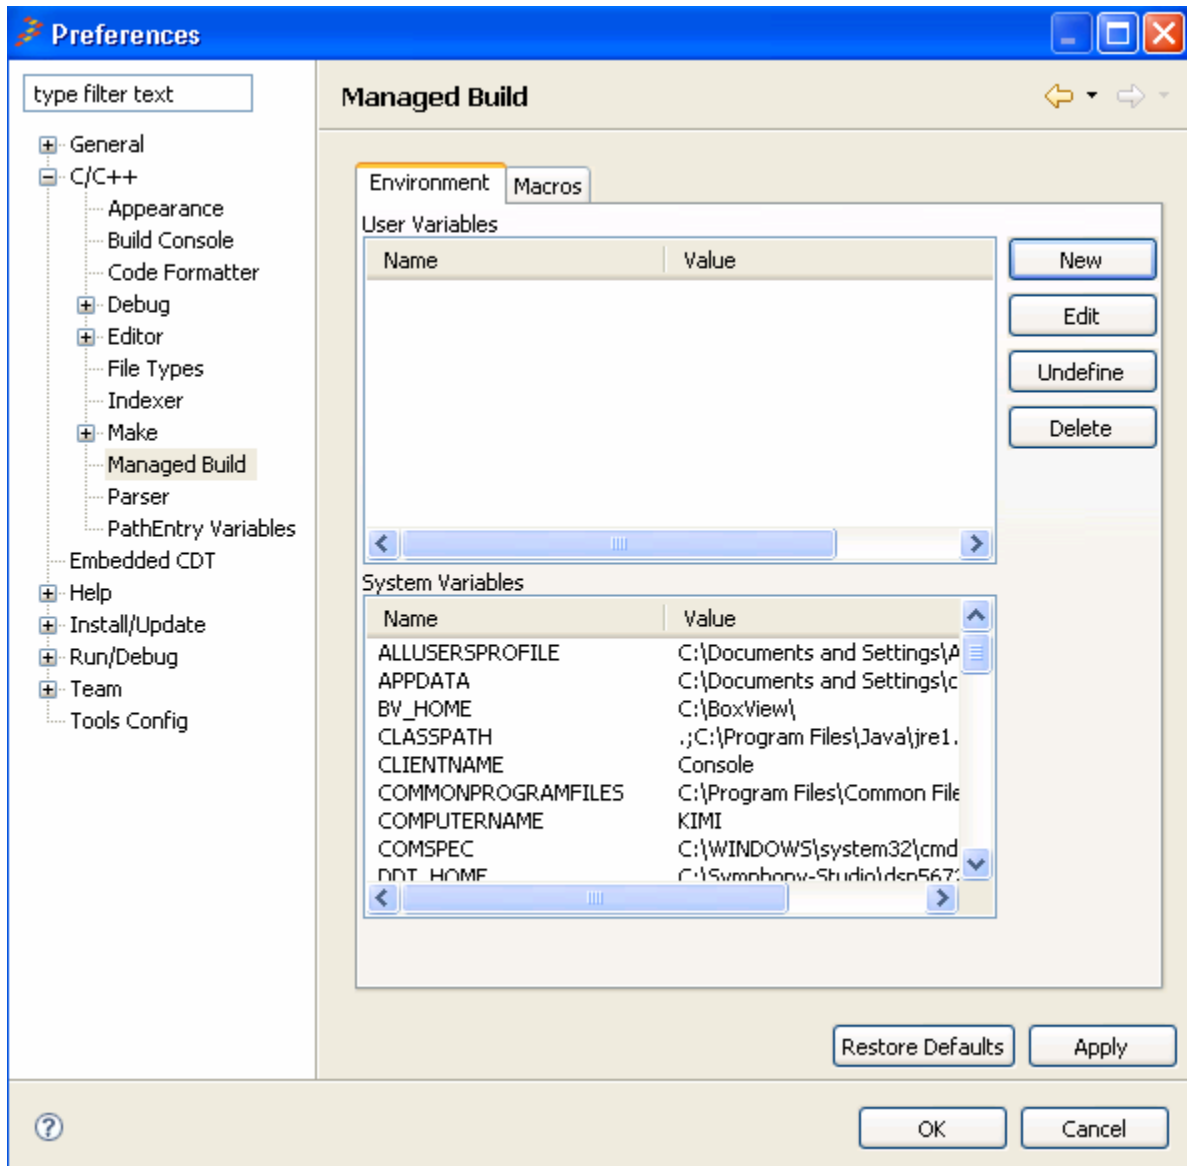 Preferences
type filter text
General
C/C++
Appearance
Build Console
Code Formatter
Debug
Editor
File Types
Indexer
Make
Managed Build
Parser
PathEntry Variables
Embedded CDT
Help
Install/Update
Run/Debug
Team
Tools Config
Managed Build
Environment Macros
User Variables
Name Value
New
Edit
Undefine
Delete
System Variables
Name Value
ALLUSERSPROFILE C:\Documents and Settings\A
APPDATA C:\Documents and Settings\c
BV_HOME C:\BoxView\
CLASSPATH .;C:\Program Files\Java\jre1.
CLIENTNAME Console
COMMONPROGRAMFILES C:\Program Files\Common File
COMPUTERNAME KIMI
COMSPEC C:\WINDOWS\system32\cmd
DDT_HOME C:\Symphony-Studio\dsp5672
Restore Defaults Apply
? OK Cancel